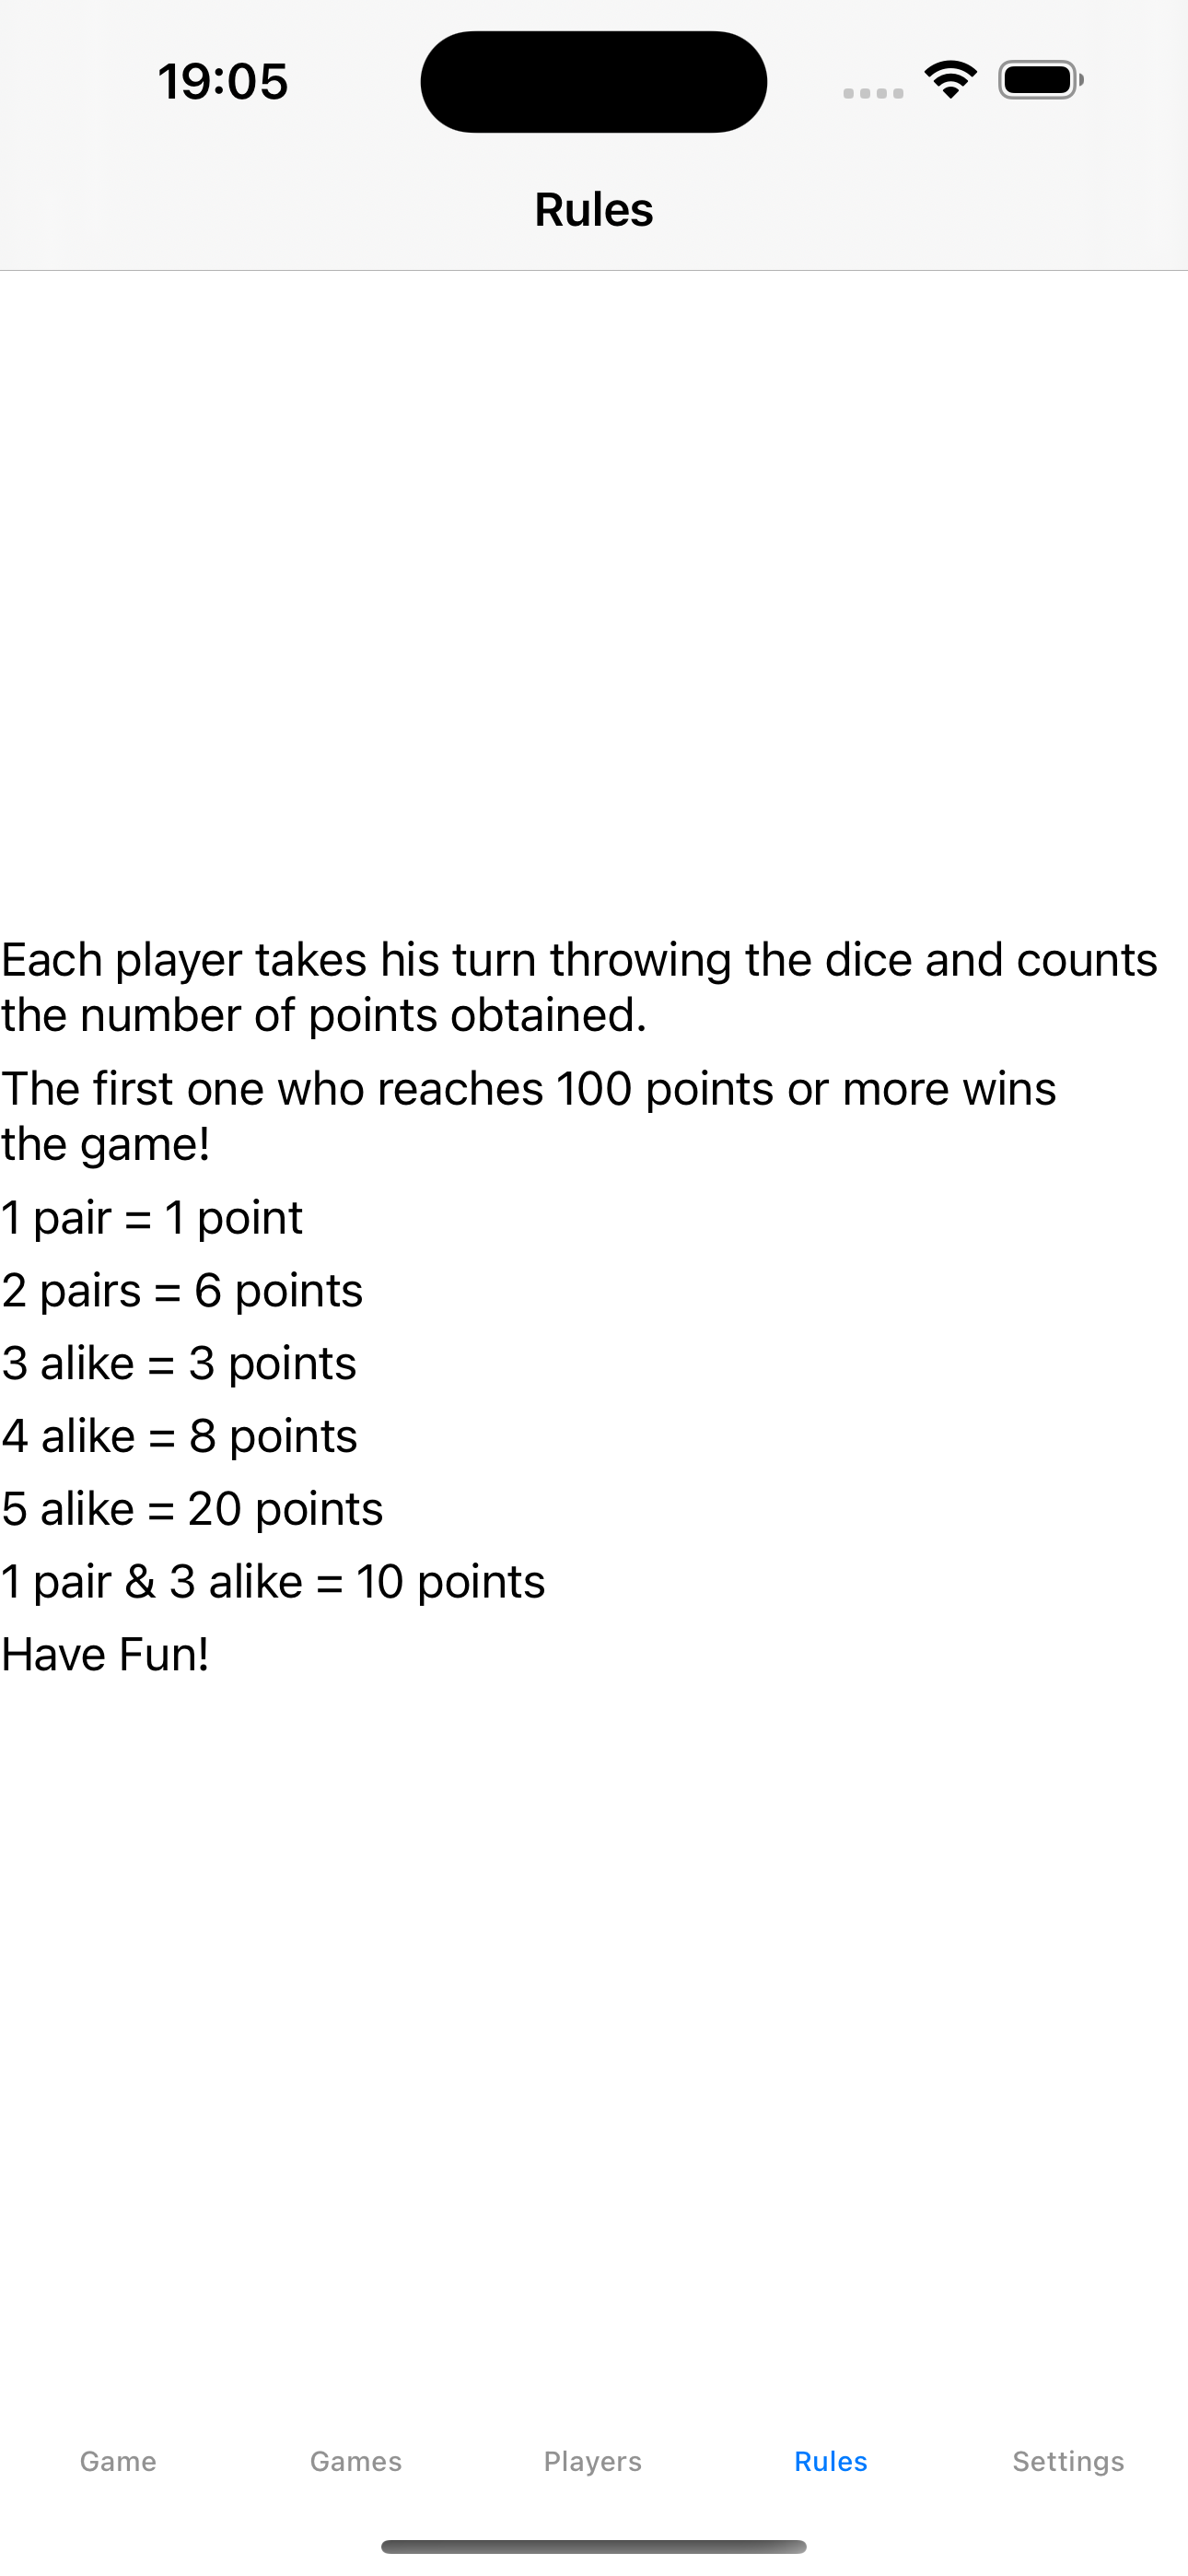 19:05
Rules
Each player takes his turn throwing the dice and counts
the number of points obtained.
The first one who reaches 100 points or more wins
the game!
1 pair = 1 point
2 pairs = 6 points
3 alike = 3 points
4 alike = 8 points
5 alike = 20 points
1 pair & 3 alike = 10 points
Have Fun!
Game Games Players Rules Settings